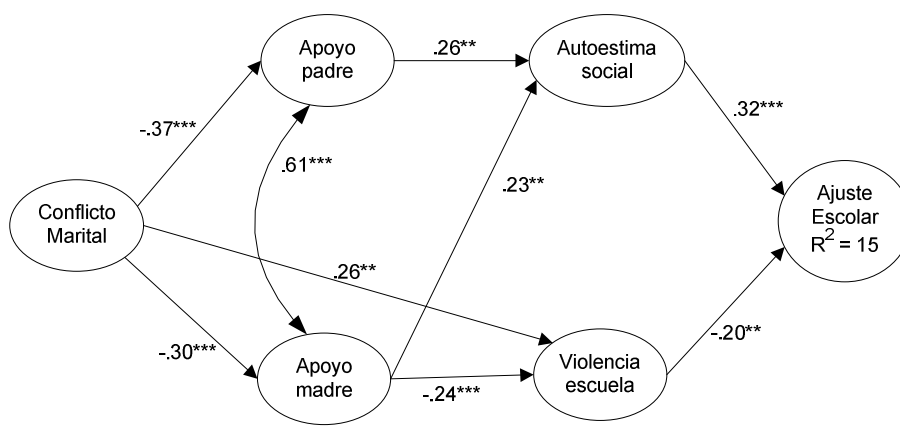 Apoyo
padre
.26**
Autoestima
social
-.37***
.61***
.32***
.23**
Conflicto
Marital
Ajuste
Escolar
R² = 15
.26**
-.30***
-.20**
Apoyo
madre
-.24***
Violencia
escuela